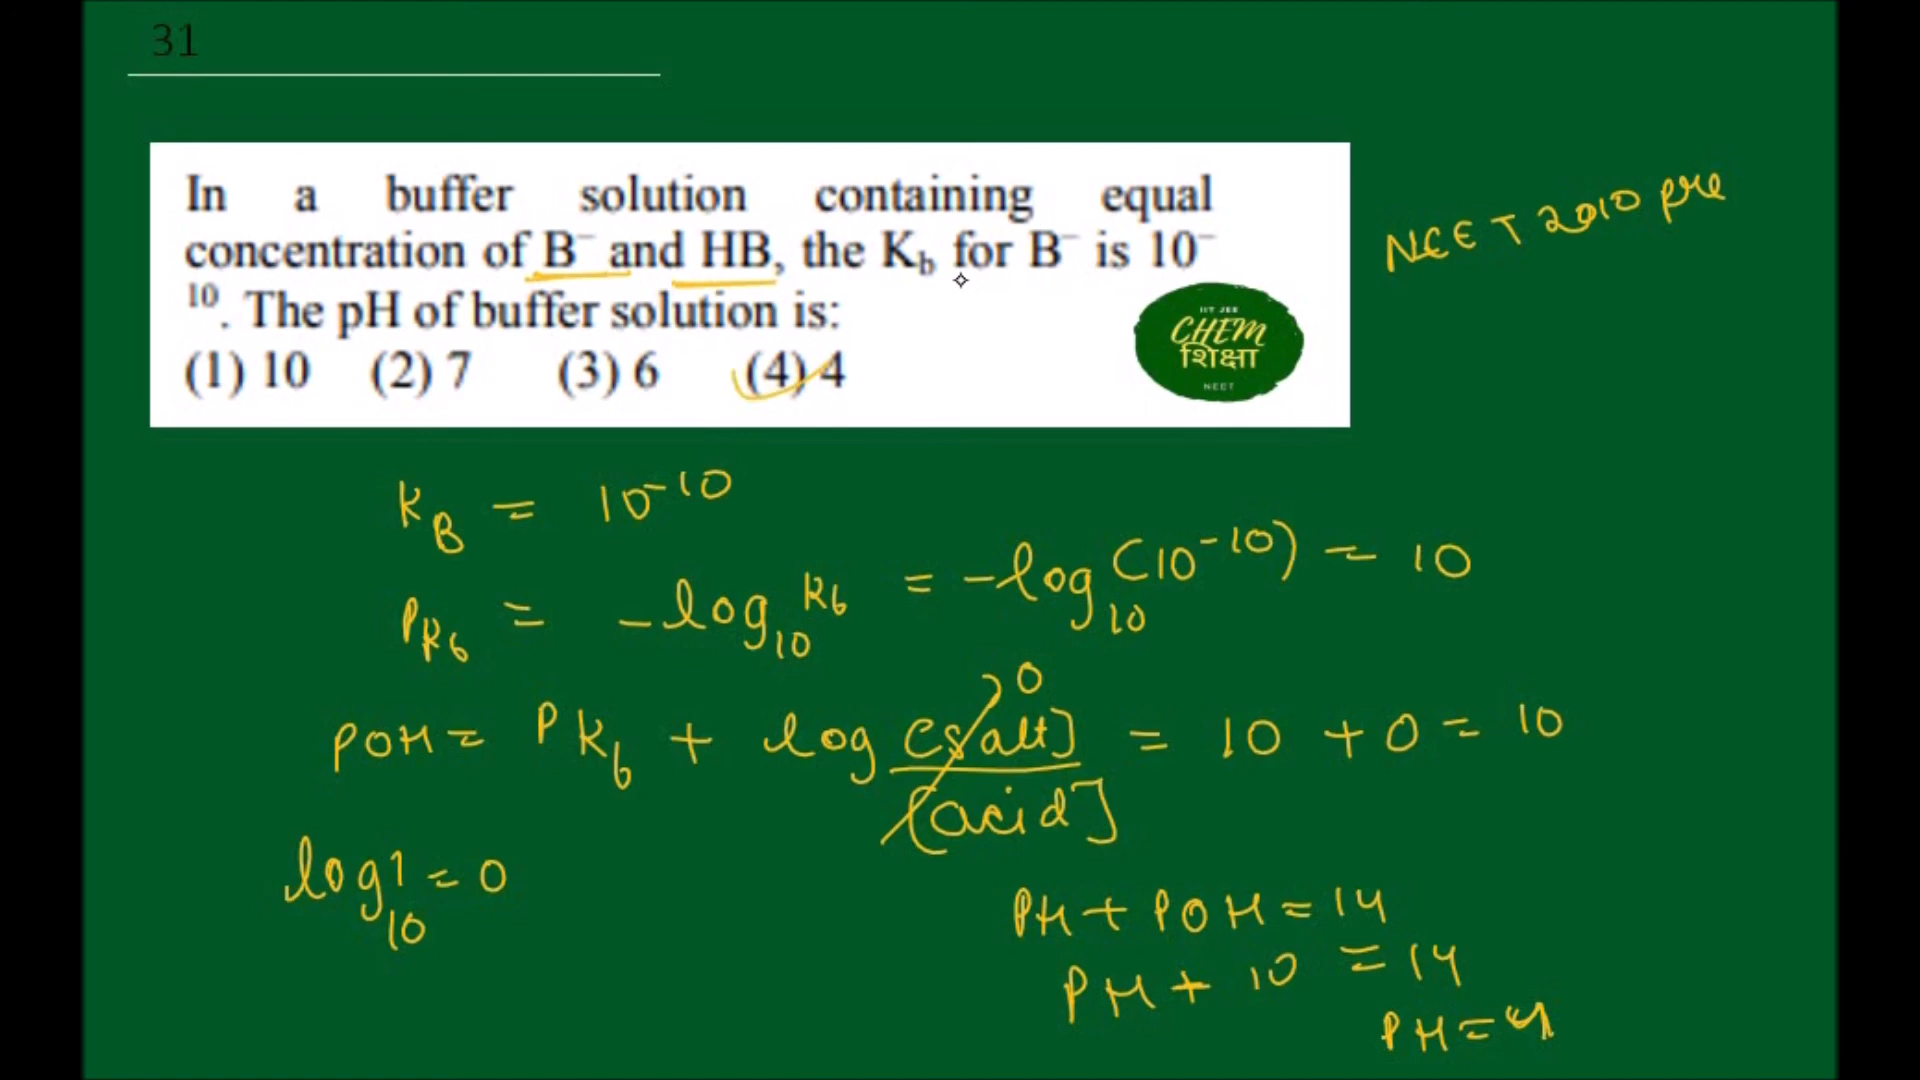 31
In a buffer solution containing equal
concentration of B⁻ and HB, the K_b for B⁻ is 10⁻
¹⁰. The pH of buffer solution is:
(1) 10 (2) 7 (3) 6 (4) 4
NEET 2010 pre
IIT JEE
CHEM
शिक्षा
NEET
K_B = 10⁻¹⁰
PK_b = -log₁₀ K_b = -log₁₀ (10⁻¹⁰) = 10
POH = PK_b + log [salt]/[acid] → 0 = 10 + 0 = 10
log₁₀ 1 = 0
PH + POH = 14
PH + 10 = 14
PH = 4